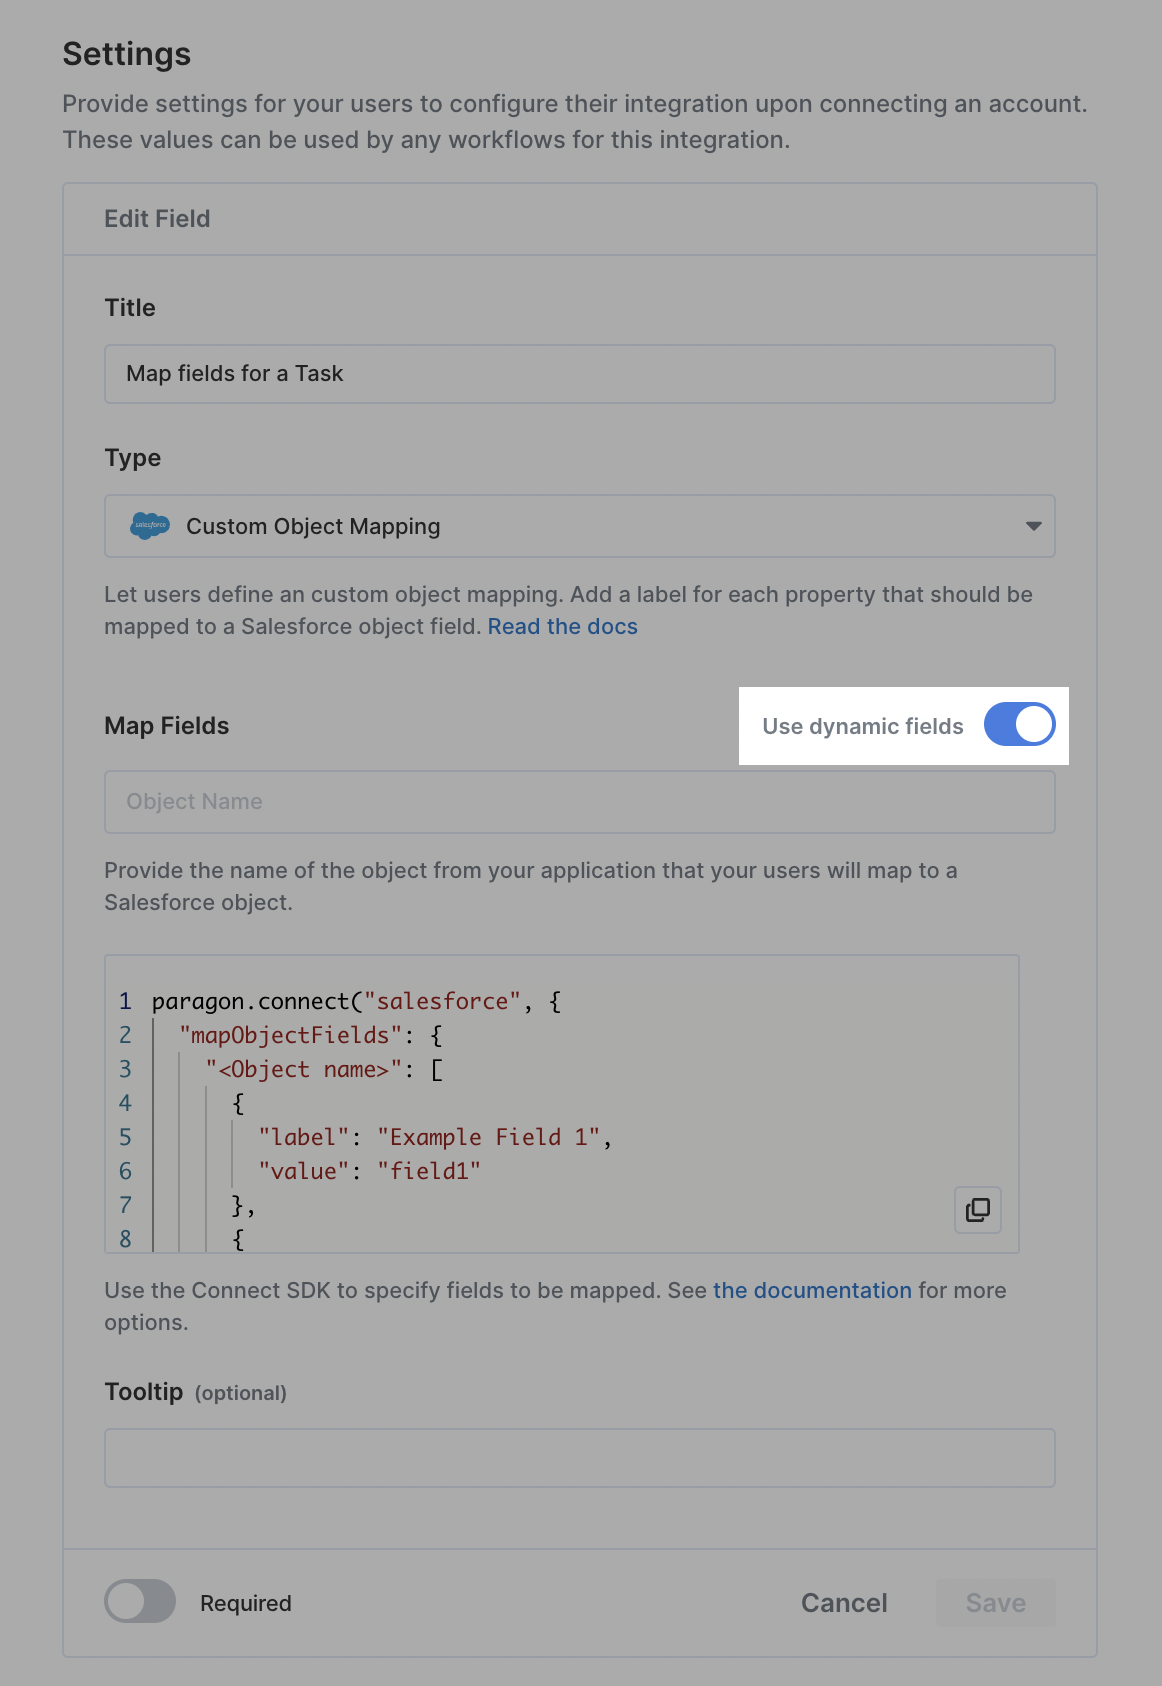 Settings
Provide settings for your users to configure their integration upon connecting an account.
These values can be used by any workflows for this integration.
Edit Field
Title
Map fields for a Task
Type
salesforce
Custom Object Mapping
Let users define an custom object mapping. Add a label for each property that should be
mapped to a Salesforce object field. Read the docs
Map Fields
Use dynamic fields
Object Name
Provide the name of the object from your application that your users will map to a
Salesforce object.
1 paragon.connect("salesforce", {
2 "mapObjectFields": {
3 "<Object name>": [
4 {
5 "label": "Example Field 1",
6 "value": "field1"
7 },
8 {
Use the Connect SDK to specify fields to be mapped. See the documentation for more
options.
Tooltip (optional)
Required
Cancel
Save